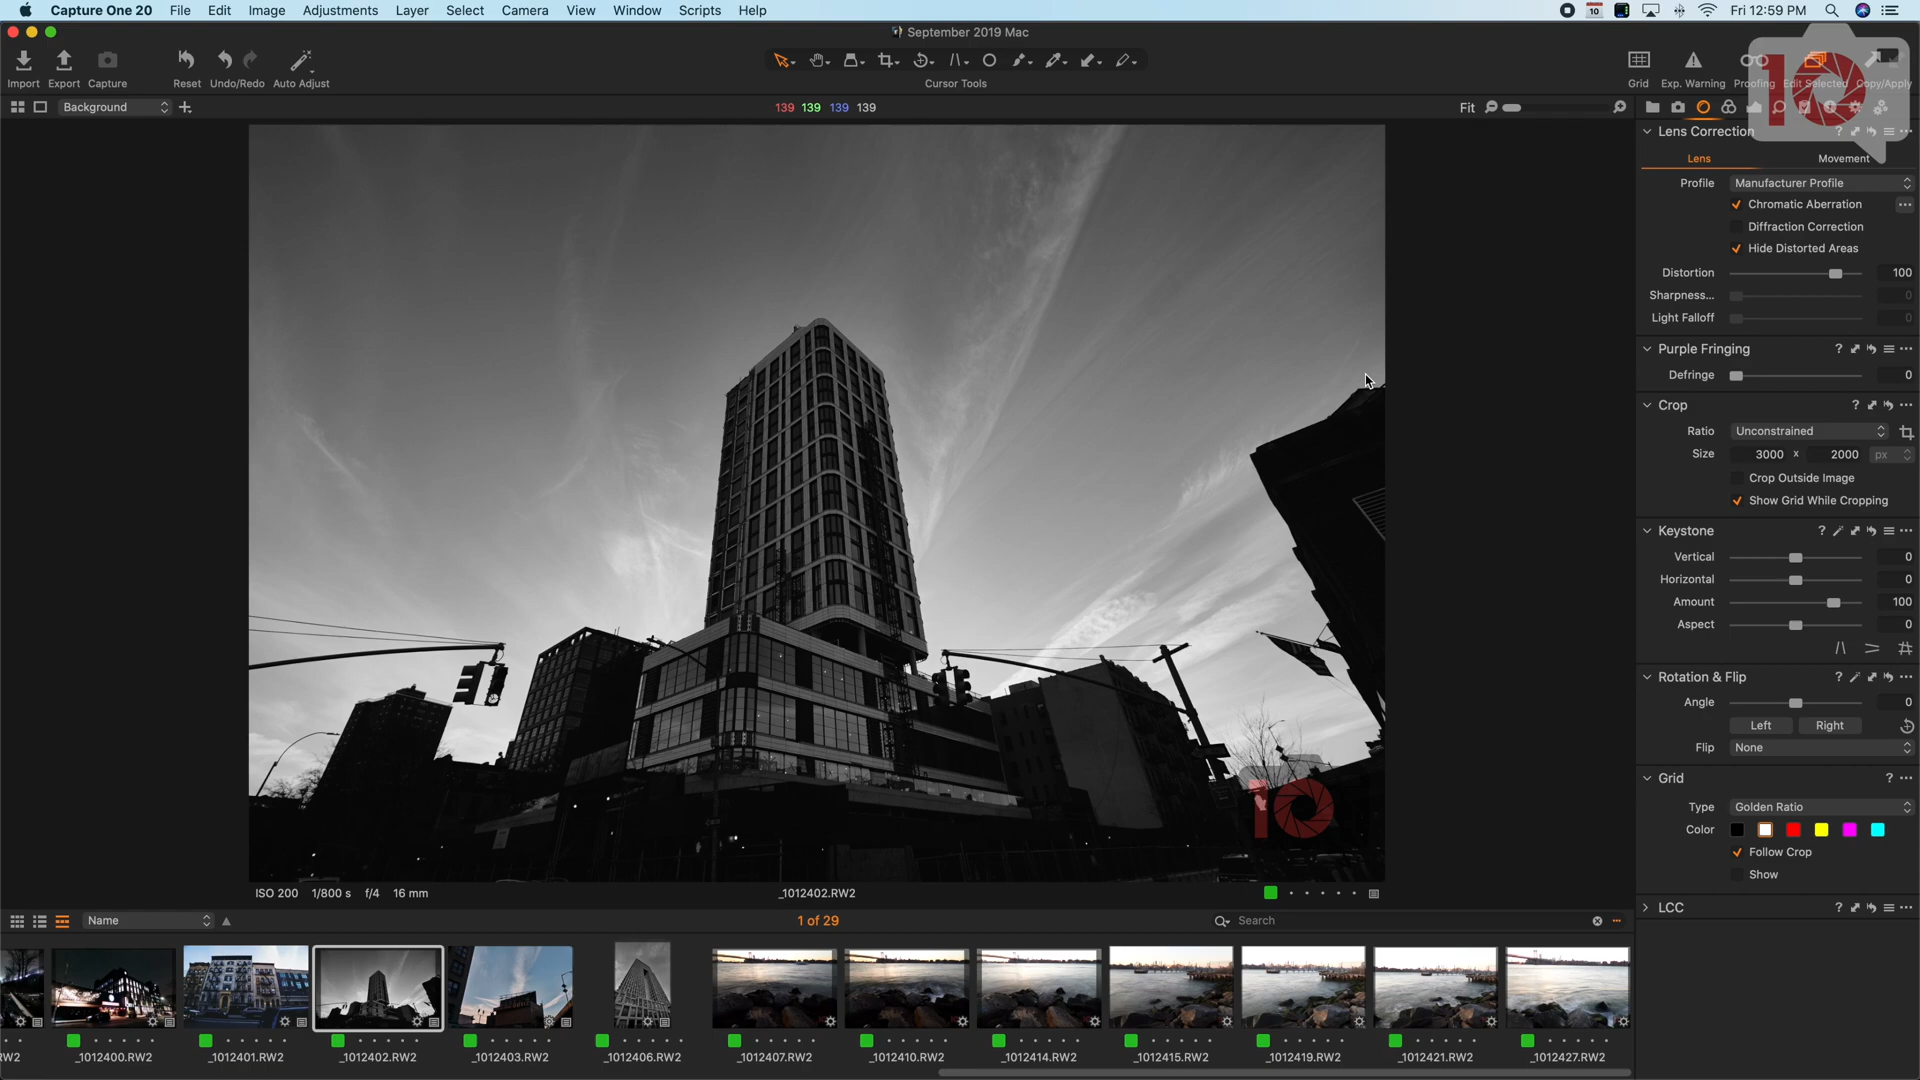 Capture One 20 File Edit Image Adjustments Layer Select Camera View Window Scripts Help
10 Fri 12:59 PM
September 2019 Mac
Import Export Capture Reset Undo/Redo Auto Adjust Cursor Tools Grid Exp. Warning Proofing Edit Selected Copy/Apply
10
Background 139 139 139 139 Fit
Lens Correction
Lens Movement
Profile Manufacturer Profile
Chromatic Aberration
Diffraction Correction
Hide Distorted Areas
Distortion 100
Sharpness... 0
Light Falloff 0
Purple Fringing
Defringe 0
Crop
Ratio Unconstrained
Size 3000 x 2000 px
Crop Outside Image
Show Grid While Cropping
Keystone
Vertical 0
Horizontal 0
Amount 100
Aspect 0
Rotation & Flip
Angle 0
Left Right
Flip None
Grid
Type Golden Ratio
Color
Follow Crop
Show
LCC
10
ISO 200 1/800 s f/4 16 mm _1012402.RW2
Name 1 of 29 Search
RW2 _1012400.RW2 _1012401.RW2 _1012402.RW2 _1012403.RW2 _1012406.RW2 _1012407.RW2 _1012410.RW2 _1012414.RW2 _1012415.RW2 _1012419.RW2 _1012421.RW2 _1012427.RW2